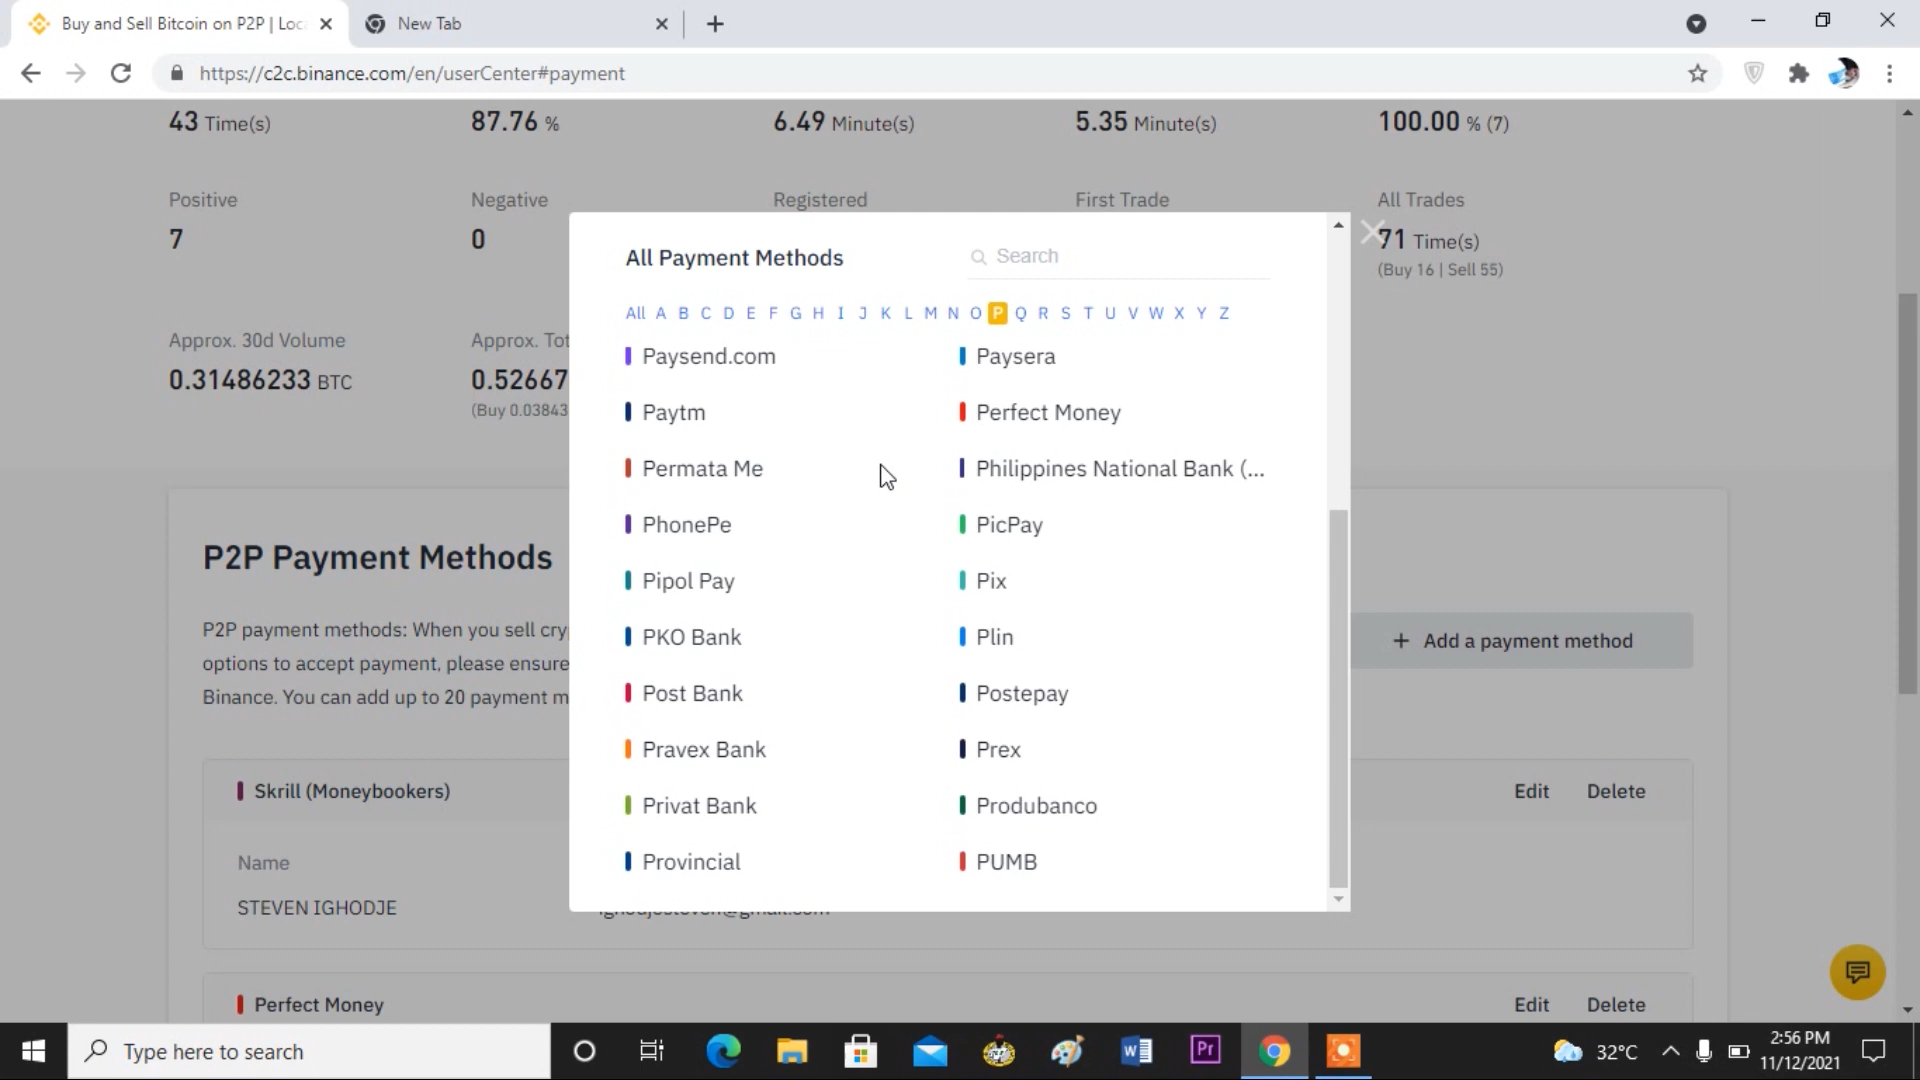 Buy and Sell Bitcoin on P2P | Loc
New Tab
https://c2c.binance.com/en/userCenter#payment
43 Time(s)
87.76 %
6.49 Minute(s)
5.35 Minute(s)
100.00 % (7)
Positive
Negative
Registered
First Trade
All Trades
7
0
71 Time(s)
(Buy 16 | Sell 55)
Approx. 30d Volume
Approx. Tot
0.31486233 BTC
0.52667
(Buy 0.03843
All Payment Methods
Search
All A B C D E F G H I J K L M N O P Q R S T U V W X Y Z
Paysend.com
Paysera
Paytm
Perfect Money
Permata Me
Philippines National Bank (...
PhonePe
PicPay
Pipol Pay
Pix
PKO Bank
Plin
Post Bank
Postepay
Pravex Bank
Prex
Privat Bank
Produbanco
Provincial
PUMB
P2P Payment Methods
P2P payment methods: When you sell cry
options to accept payment, please ensure
Binance. You can add up to 20 payment m
+ Add a payment method
Skrill (Moneybookers)
Edit
Delete
Name
STEVEN IGHODJE
ighodjesteven@gmail.com
Perfect Money
Edit
Delete
Type here to search
32°C
2:56 PM
11/12/2021